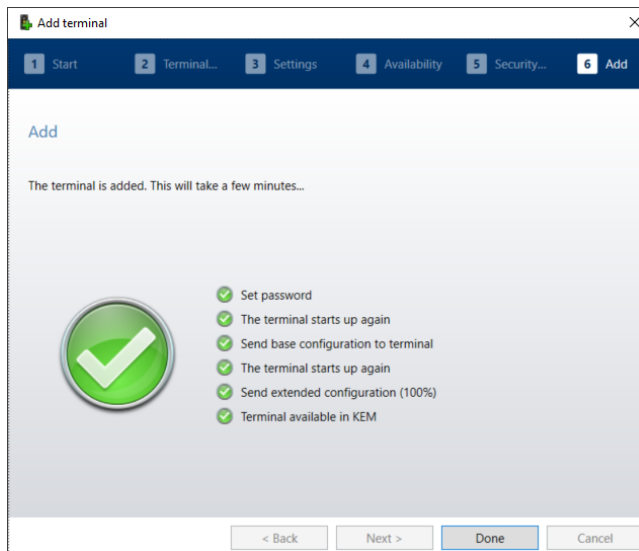 Add terminal
1 Start 2 Terminal... 3 Settings 4 Availability 5 Security... 6 Add
Add
The terminal is added. This will take a few minutes...
Set password
The terminal starts up again
Send base configuration to terminal
The terminal starts up again
Send extended configuration (100%)
Terminal available in KEM
< Back Next > Done Cancel